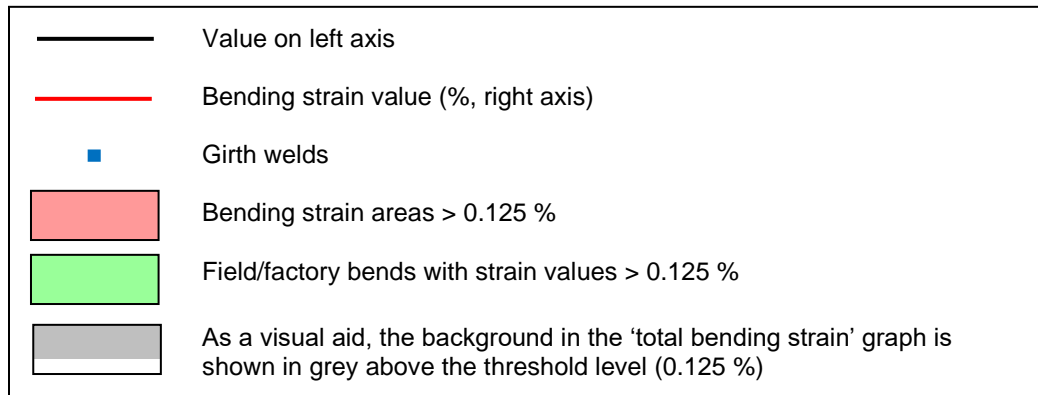 Value on left axis
Bending strain value (%, right axis)
Girth welds
Bending strain areas > 0.125 %
Field/factory bends with strain values > 0.125 %
As a visual aid, the background in the ‘total bending strain’ graph is
shown in grey above the threshold level (0.125 %)